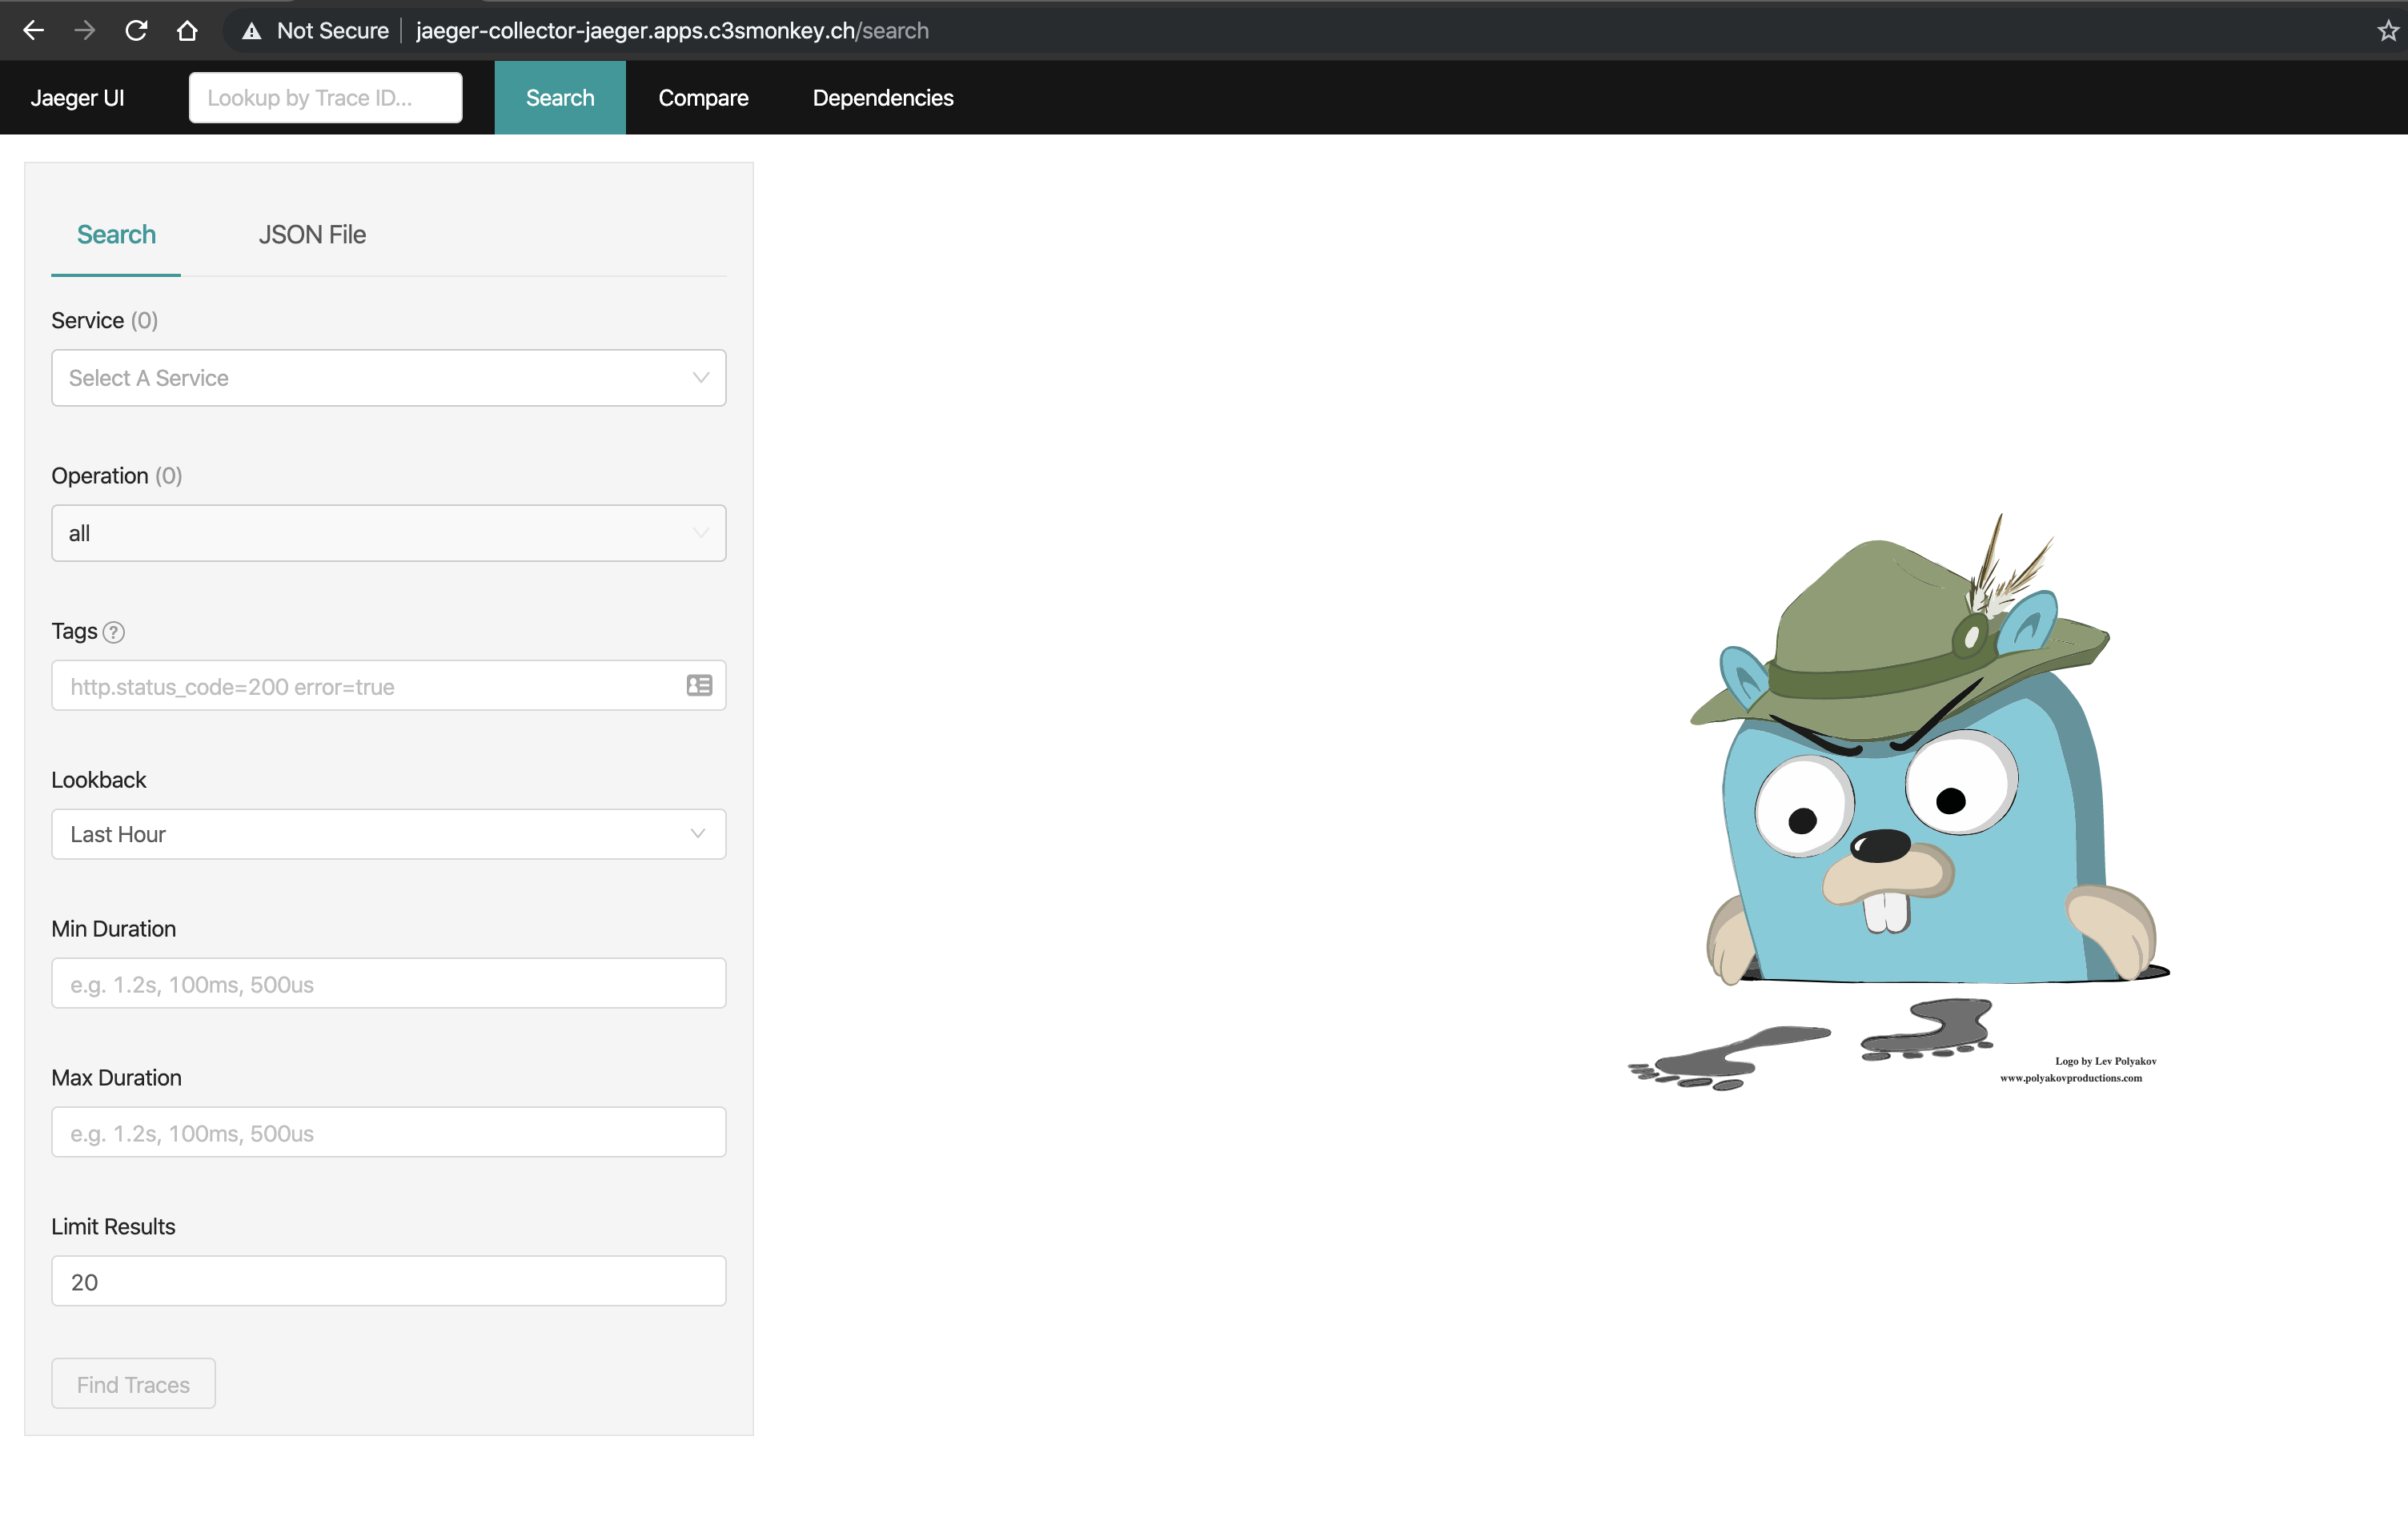 Not Secure jaeger-collector-jaeger.apps.c3smonkey.ch/search
Jaeger UI Lookup by Trace ID... Search Compare Dependencies
Search JSON File
Service (0)
Select A Service
Operation (0)
all
Tags ?
http.status_code=200 error=true
Lookback
Last Hour
Min Duration
e.g. 1.2s, 100ms, 500us
Max Duration
e.g. 1.2s, 100ms, 500us
Limit Results
20
Find Traces
Logo by Lev Polyakov
www.polyakovproductions.com